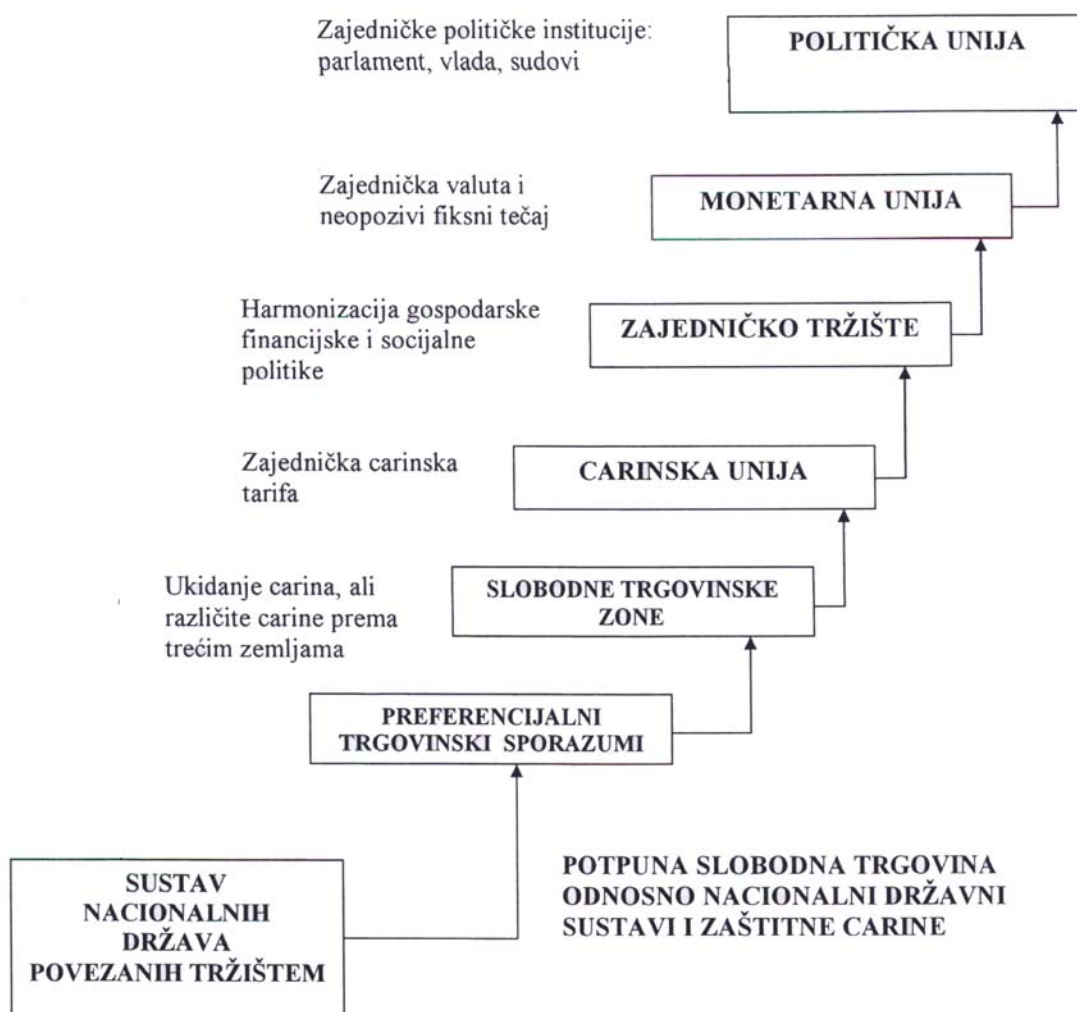 Zajedničke političke institucije:
parlament, vlada, sudovi
POLITIČKA UNIJA
Zajednička valuta i
neopozivi fiksni tečaj
MONETARNA UNIJA
Harmonizacija gospodarske
financijske i socijalne
politike
ZAJEDNIČKO TRŽIŠTE
Zajednička carinska
tarifa
CARINSKA UNIJA
Ukidanje carina, ali
različite carine prema
trećim zemljama
SLOBODNE TRGOVINSKE
ZONE
PREFERENCIJALNI
TRGOVINSKI SPORAZUMI
SUSTAV
NACIONALNIH
DRŽAVA
POVEZANIH TRŽIŠTEM
POTPUNA SLOBODNA TRGOVINA
ODNOSNO NACIONALNI DRŽAVNI
SUSTAVI I ZAŠTITNE CARINE